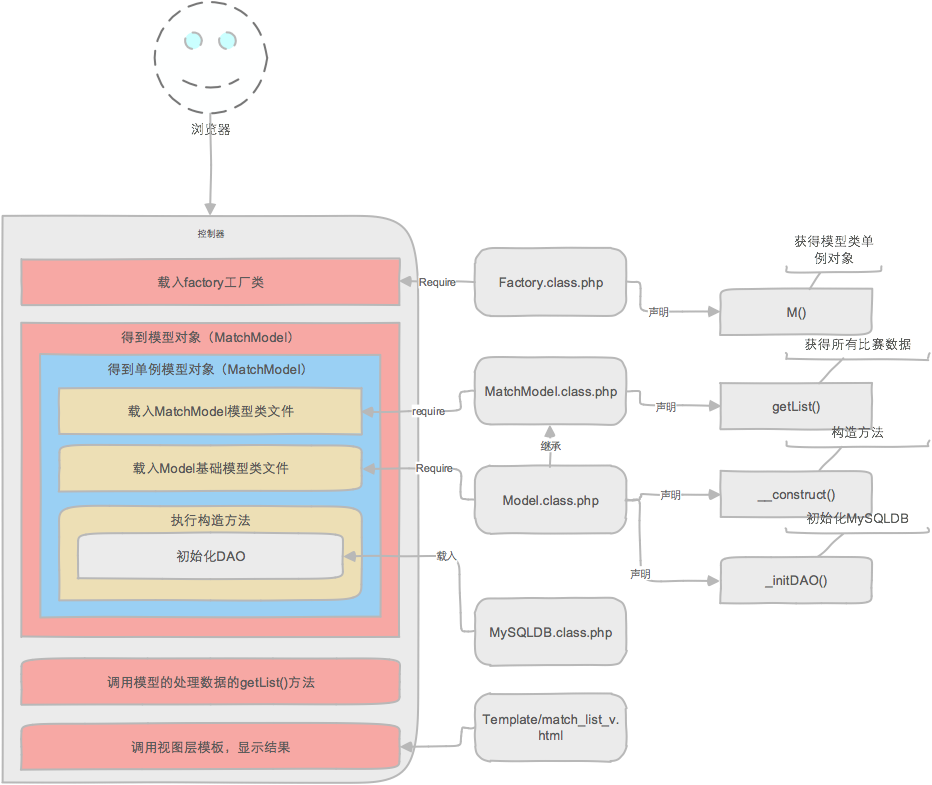 浏览器
控制器
载入factory工厂类
Require
Factory.class.php
声明
获得模型类单
例对象
M()
得到模型对象（MatchModel）
得到单例模型对象（MatchModel）
载入MatchModel模型类文件
require
MatchModel.class.php
声明
获得所有比赛数据
getList()
继承
载入Model基础模型类文件
Require
Model.class.php
声明
构造方法
__construct()
声明
初始化MySQLDB
_initDAO()
执行构造方法
初始化DAO
载入
MySQLDB.class.php
调用模型的处理数据的getList()方法
调用视图层模板，显示结果
Template/match_list_v.
html